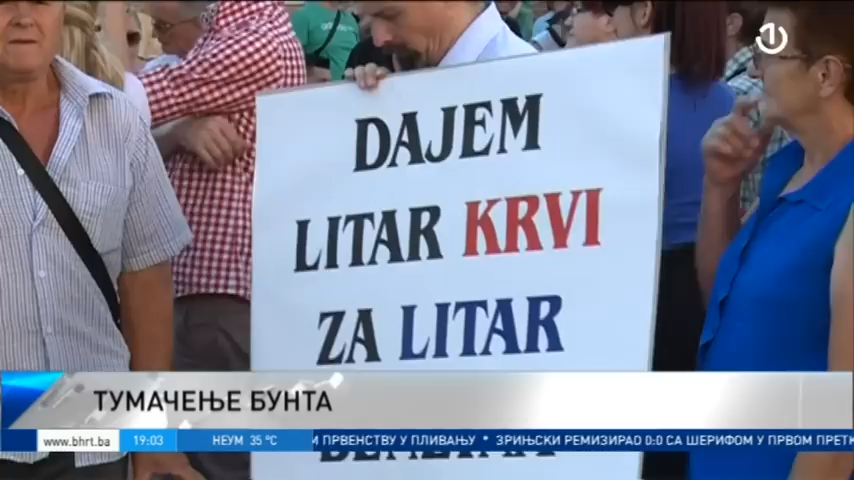 DAJEM
LITAR KRVI
ZA LITAR
ТУМАЧЕЊЕ БУНТА
www.bhrt.ba 19:03 НЕУМ 35 °C И ПРВЕНСТВУ У ПЛИВАЊУ * ЗРИЊСКИ РЕМИЗИРАО 0:0 СА ШЕРИФОМ У ПРВОМ ПРЕТК